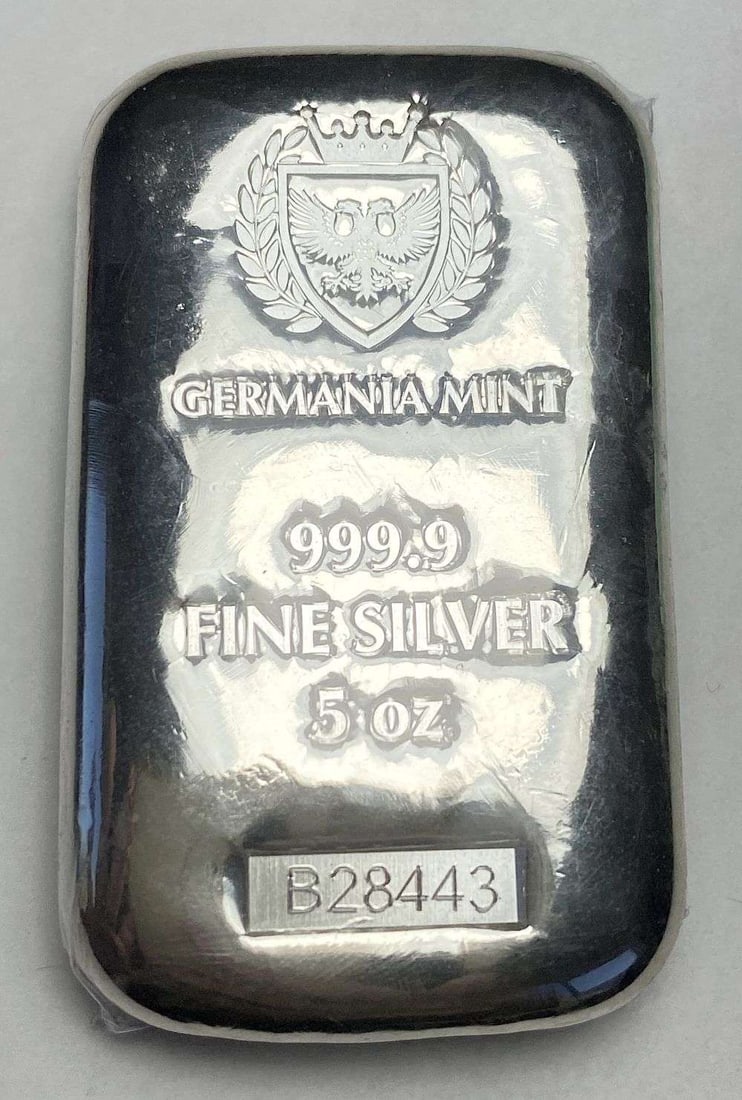 GERMANIA MINT
999.9
FINE SILVER
5 oz
B28443